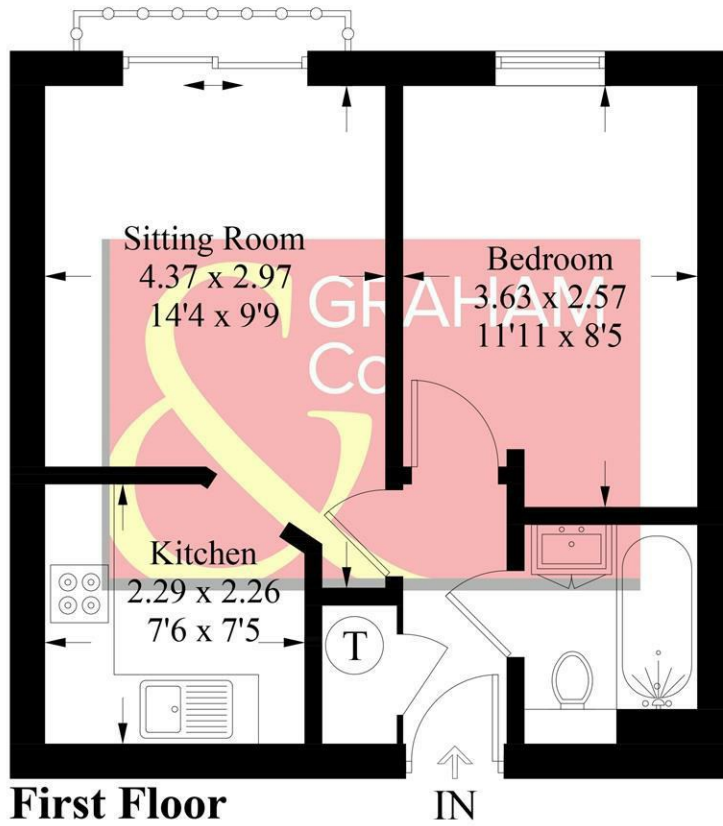 Sitting Room
4.37 x 2.97
14'4 x 9'9
Bedroom
3.63 x 2.57
11'11 x 8'5
&
GRAHAM
Co
Kitchen
2.29 x 2.26
7'6 x 7'5
T
First Floor
IN